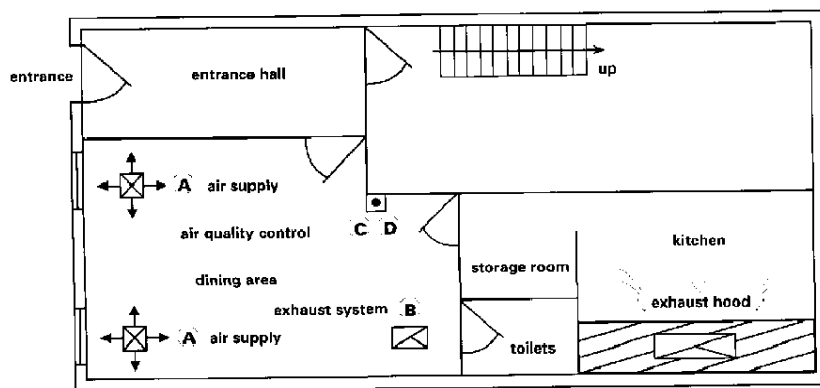 entrance
entrance hall
up
A air supply
C D
air quality control
kitchen
storage room
dining area
exhaust system B
exhaust hood
A air supply
toilets